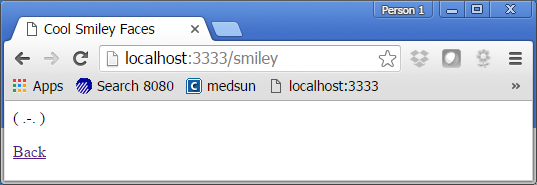 Person 1
Cool Smiley Faces
localhost:3333/smiley
Apps Search 8080 medsun localhost:3333 »
( .-. )
Back